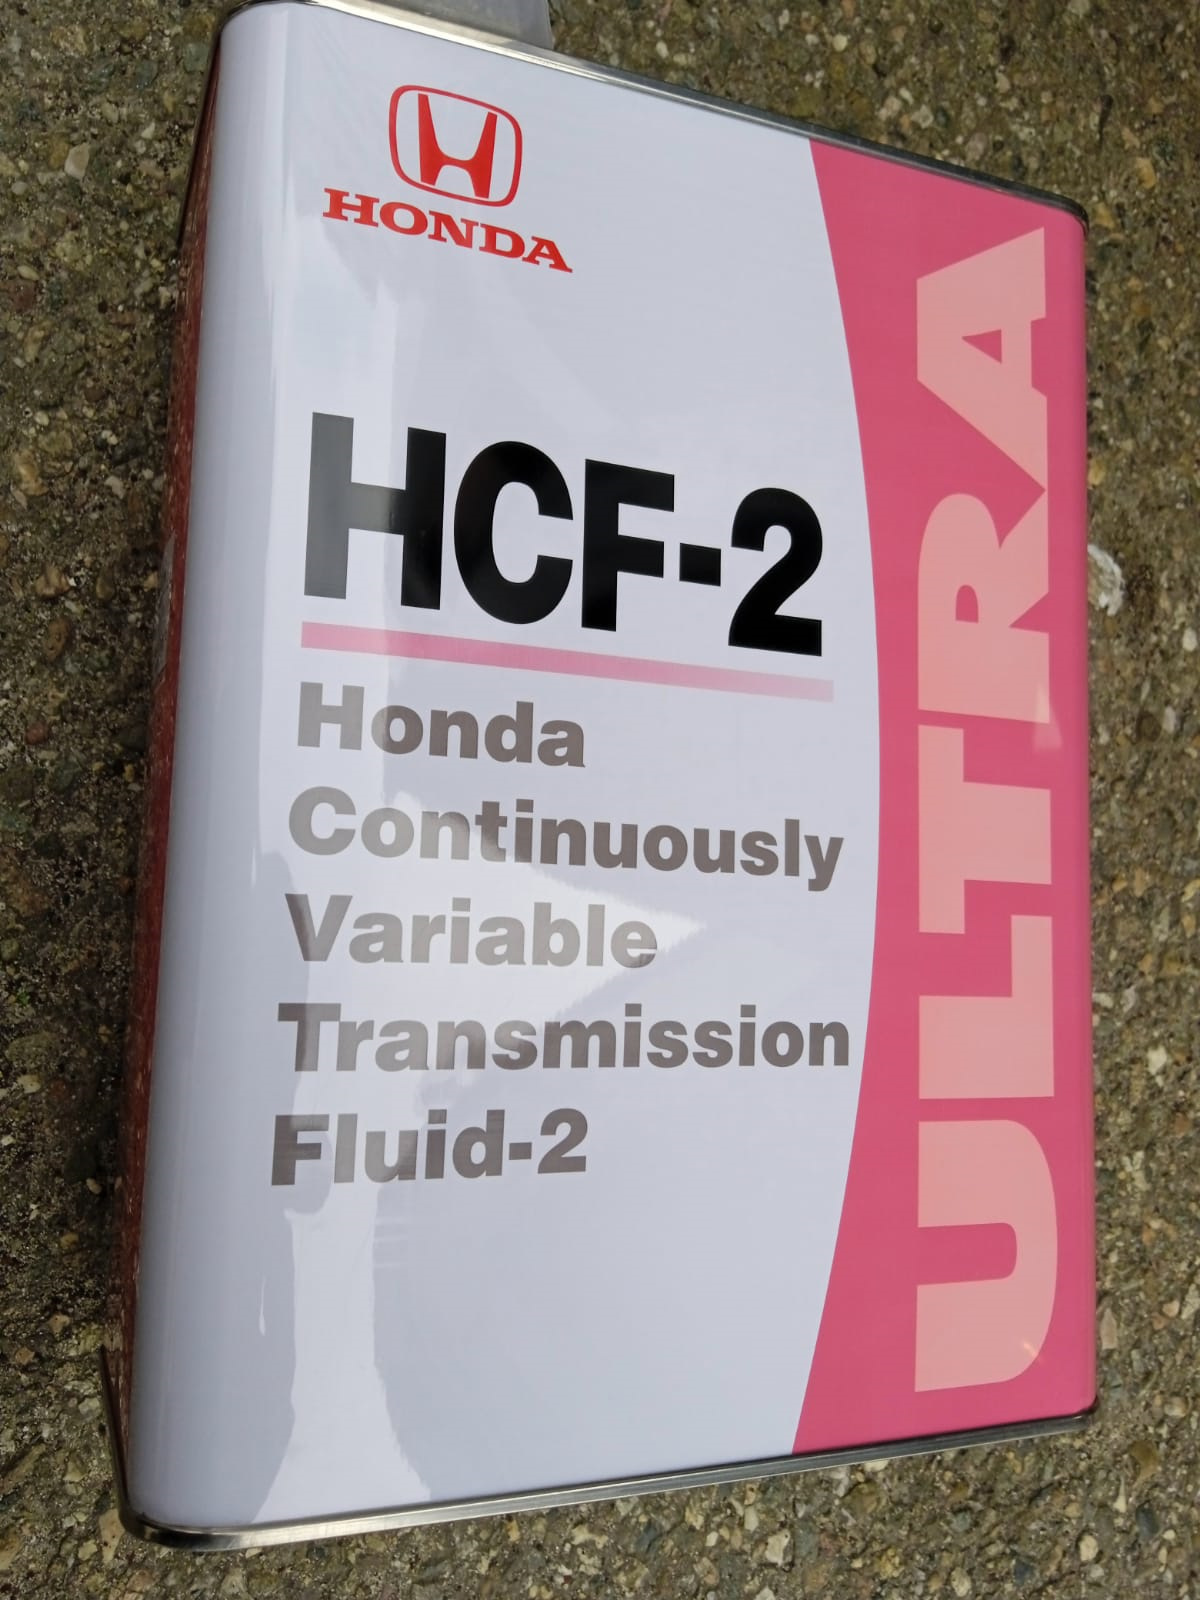 HONDA
HCF-2
Honda
Continuously
Variable
Transmission
Fluid-2
ULTRA